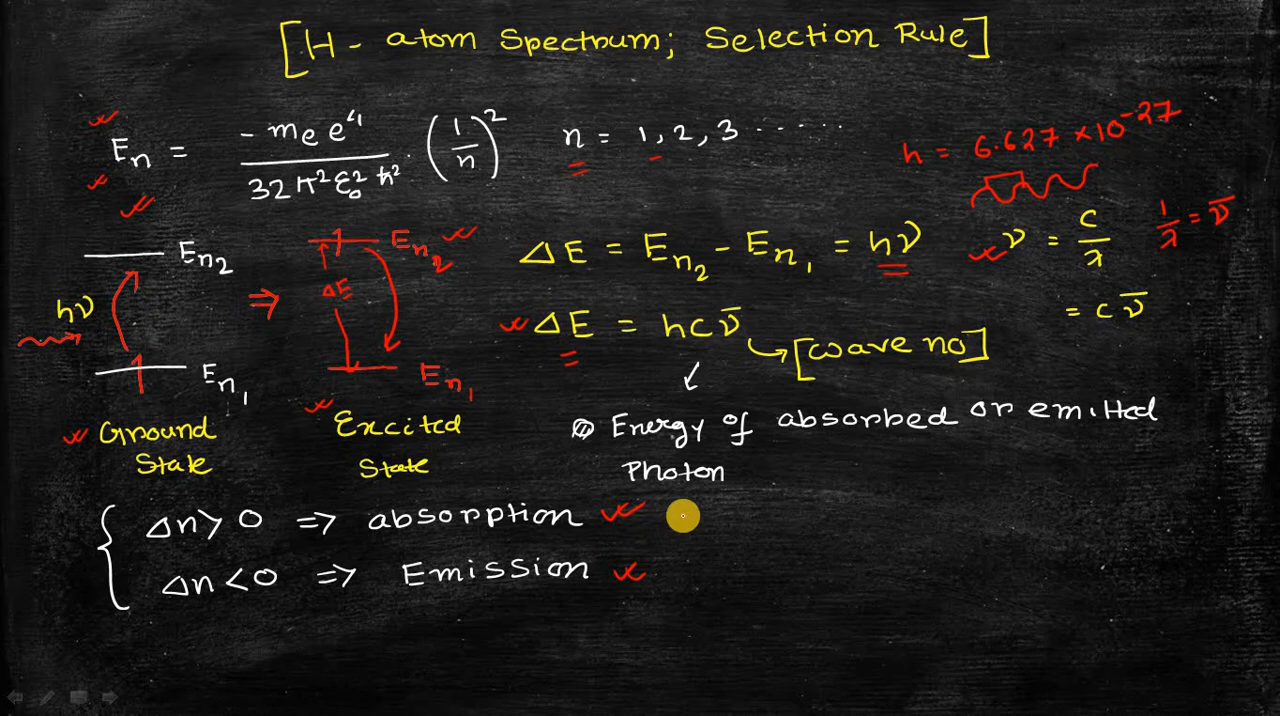 [H - atom Spectrum; Selection Rule]
Eₙ = -mₑe⁴ / 32π²ε₀²ħ² · (1/n)² n = 1, 2, 3 ......
h = 6.627 × 10⁻²⁷
Eₙ₂
hν
Eₙ₁
⇒
Eₙ₂
ΔE
Eₙ₁
ΔE = Eₙ₂ - Eₙ₁ = hν
ν = c/λ
1/λ = ν̅
= cν̅
ΔE = hcν̅
[wave no]
Ground State
Excited State
Energy of absorbed or emitted
Photon
Δn > 0 => absorption
Δn < 0 => Emission